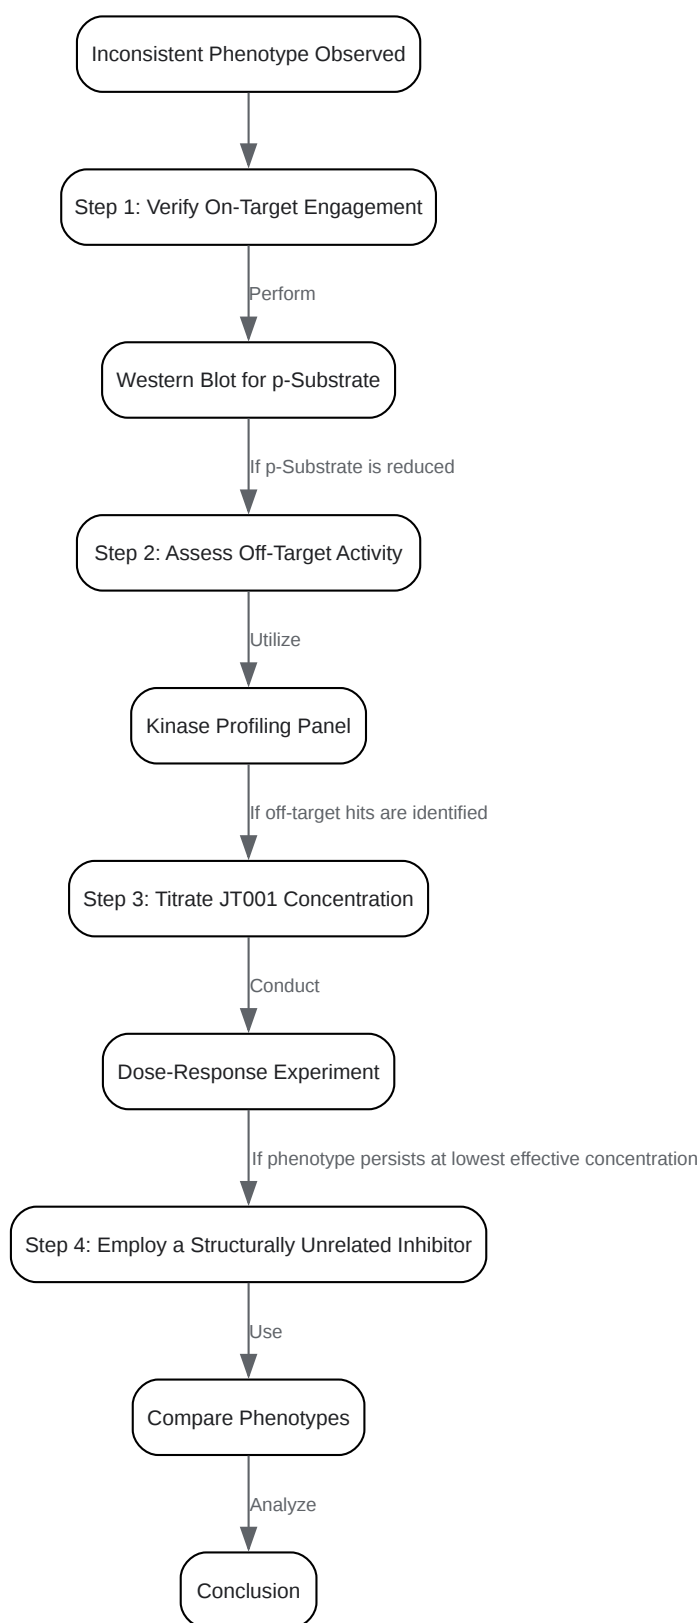 Inconsistent Phenotype Observed
Step 1: Verify On-Target Engagement
Perform
Western Blot for p-Substrate
If p-Substrate is reduced
Step 2: Assess Off-Target Activity
Utilize
Kinase Profiling Panel
If off-target hits are identified
Step 3: Titrate JT001 Concentration
Conduct
Dose-Response Experiment
If phenotype persists at lowest effective concentration
Step 4: Employ a Structurally Unrelated Inhibitor
Use
Compare Phenotypes
Analyze
Conclusion